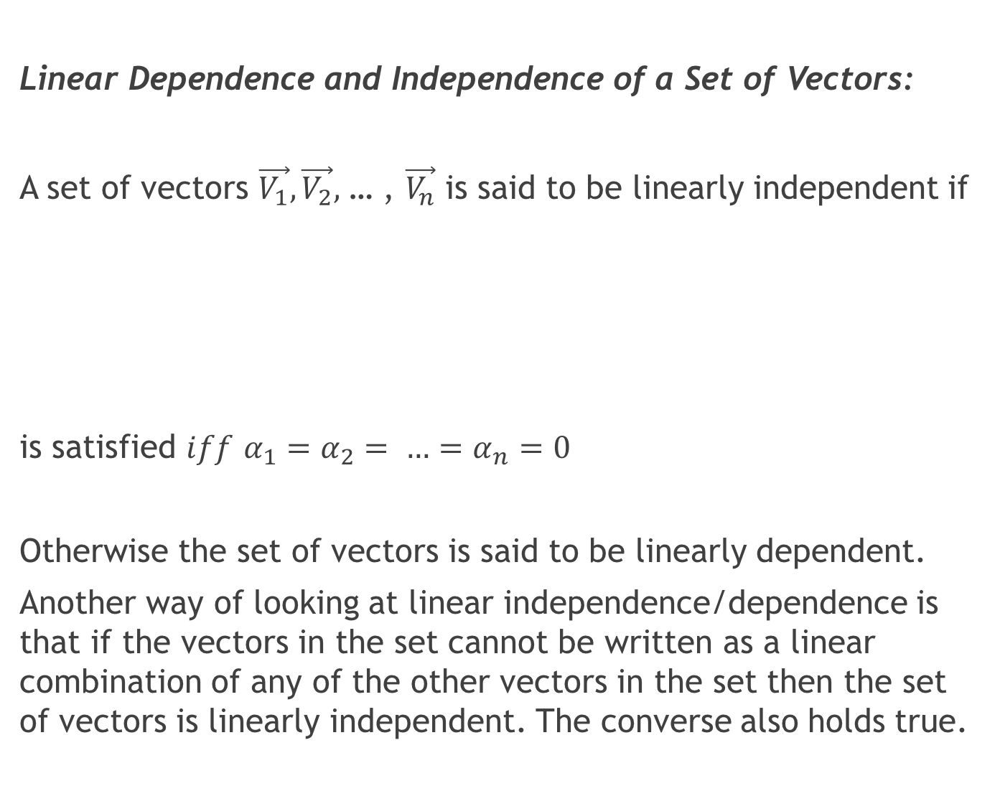 Linear Dependence and Independence of a Set of Vectors:
A set of vectors $\overrightarrow{V_1}, \overrightarrow{V_2}, \ldots , \overrightarrow{V_n}$ is said to be linearly independent if
is satisfied $iff \ \alpha_1 = \alpha_2 = \ldots = \alpha_n = 0$
Otherwise the set of vectors is said to be linearly dependent.
Another way of looking at linear independence/dependence is
that if the vectors in the set cannot be written as a linear
combination of any of the other vectors in the set then the set
of vectors is linearly independent. The converse also holds true.